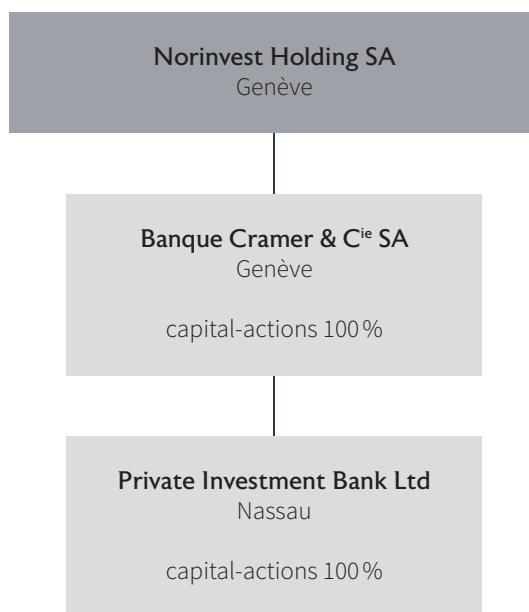 Norinvest Holding SA
Genève
Banque Cramer & Cie SA
Genève
capital-actions 100 %
Private Investment Bank Ltd
Nassau
capital-actions 100 %